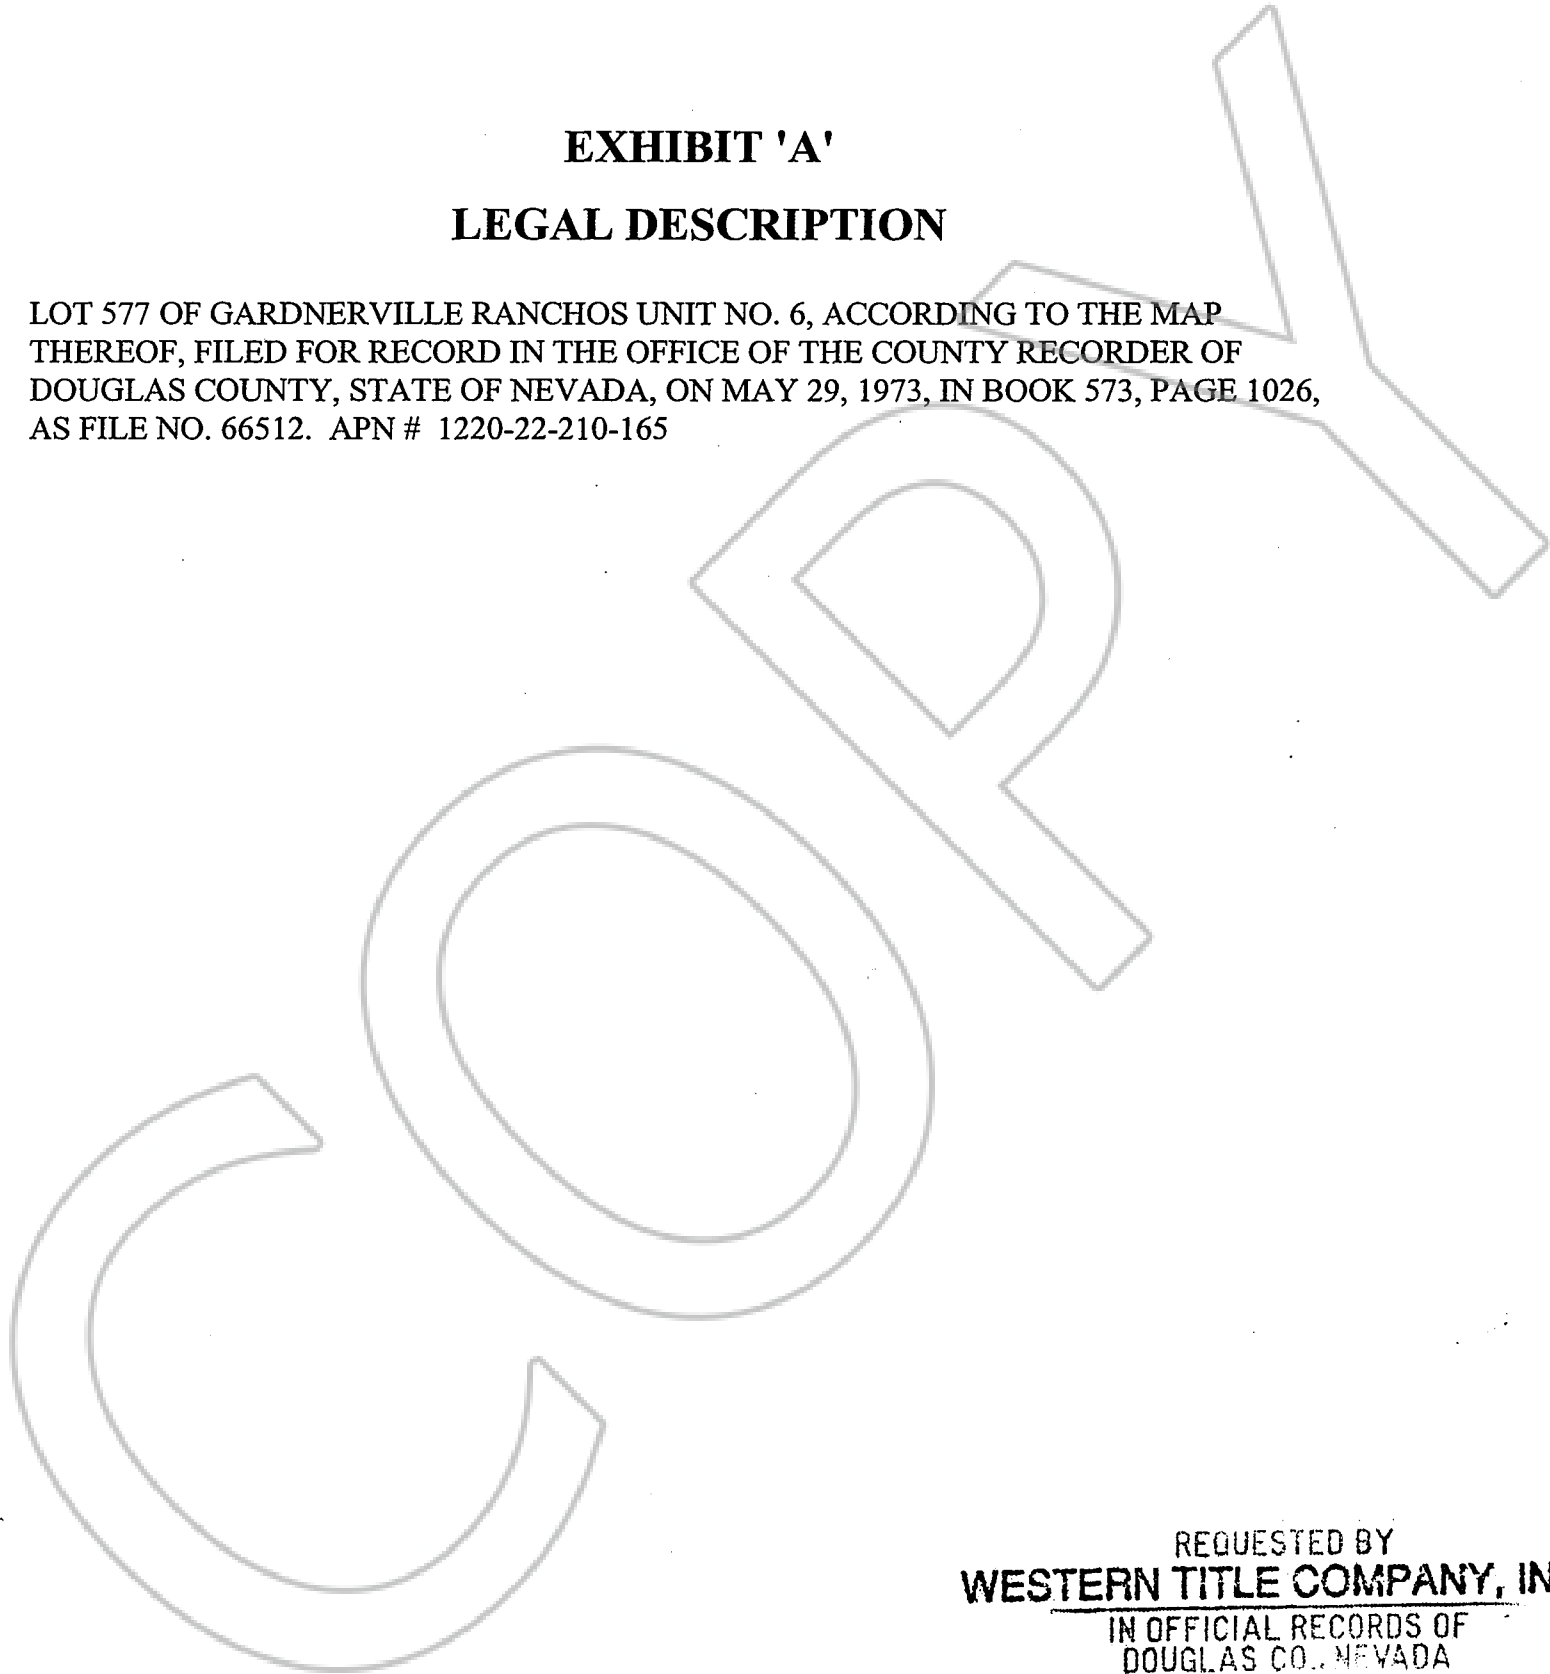 EXHIBIT 'A'
LEGAL DESCRIPTION
LOT 577 OF GARDNERVILLE RANCHOS UNIT NO. 6, ACCORDING TO THE MAP
THEREOF, FILED FOR RECORD IN THE OFFICE OF THE COUNTY RECORDER OF
DOUGLAS COUNTY, STATE OF NEVADA, ON MAY 29, 1973, IN BOOK 573, PAGE 1026,
AS FILE NO. 66512. APN # 1220-22-210-165
COPY
REQUESTED BY
WESTERN TITLE COMPANY, IN
IN OFFICIAL RECORDS OF
DOUGLAS CO., NEVADA